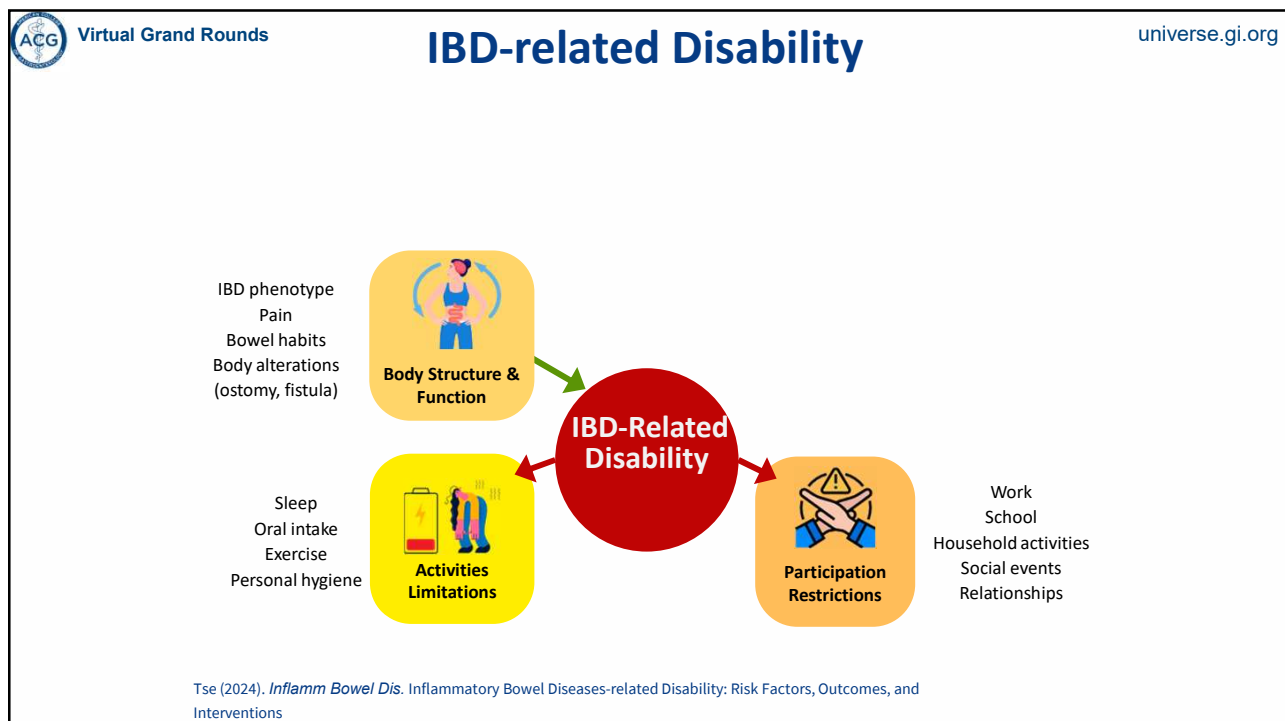 ACG
Virtual Grand Rounds
IBD-related Disability
universe.gi.org
IBD phenotype
Pain
Bowel habits
Body alterations
(ostomy, fistula)
Body Structure &
Function
IBD-Related
Disability
Sleep
Oral intake
Exercise
Personal hygiene
Activities
Limitations
Participation
Restrictions
Work
School
Household activities
Social events
Relationships
Tse (2024). Inflamm Bowel Dis. Inflammatory Bowel Diseases-related Disability: Risk Factors, Outcomes, and
Interventions